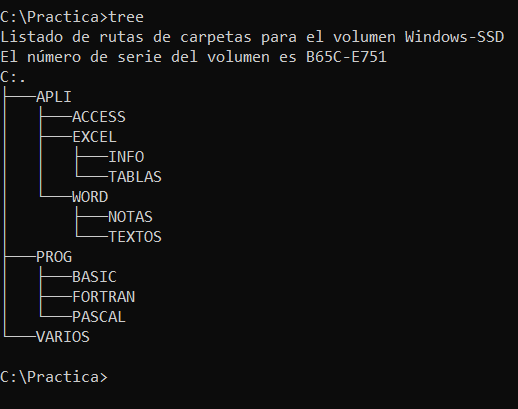 C:\Practica>tree
Listado de rutas de carpetas para el volumen Windows-SSD
El número de serie del volumen es B65C-E751
C:.
├───APLI
│   ├───ACCESS
│   ├───EXCEL
│   │   ├───INFO
│   │   └───TABLAS
│   └───WORD
│       ├───NOTAS
│       └───TEXTOS
├───PROG
│   ├───BASIC
│   ├───FORTRAN
│   └───PASCAL
└───VARIOS
C:\Practica>